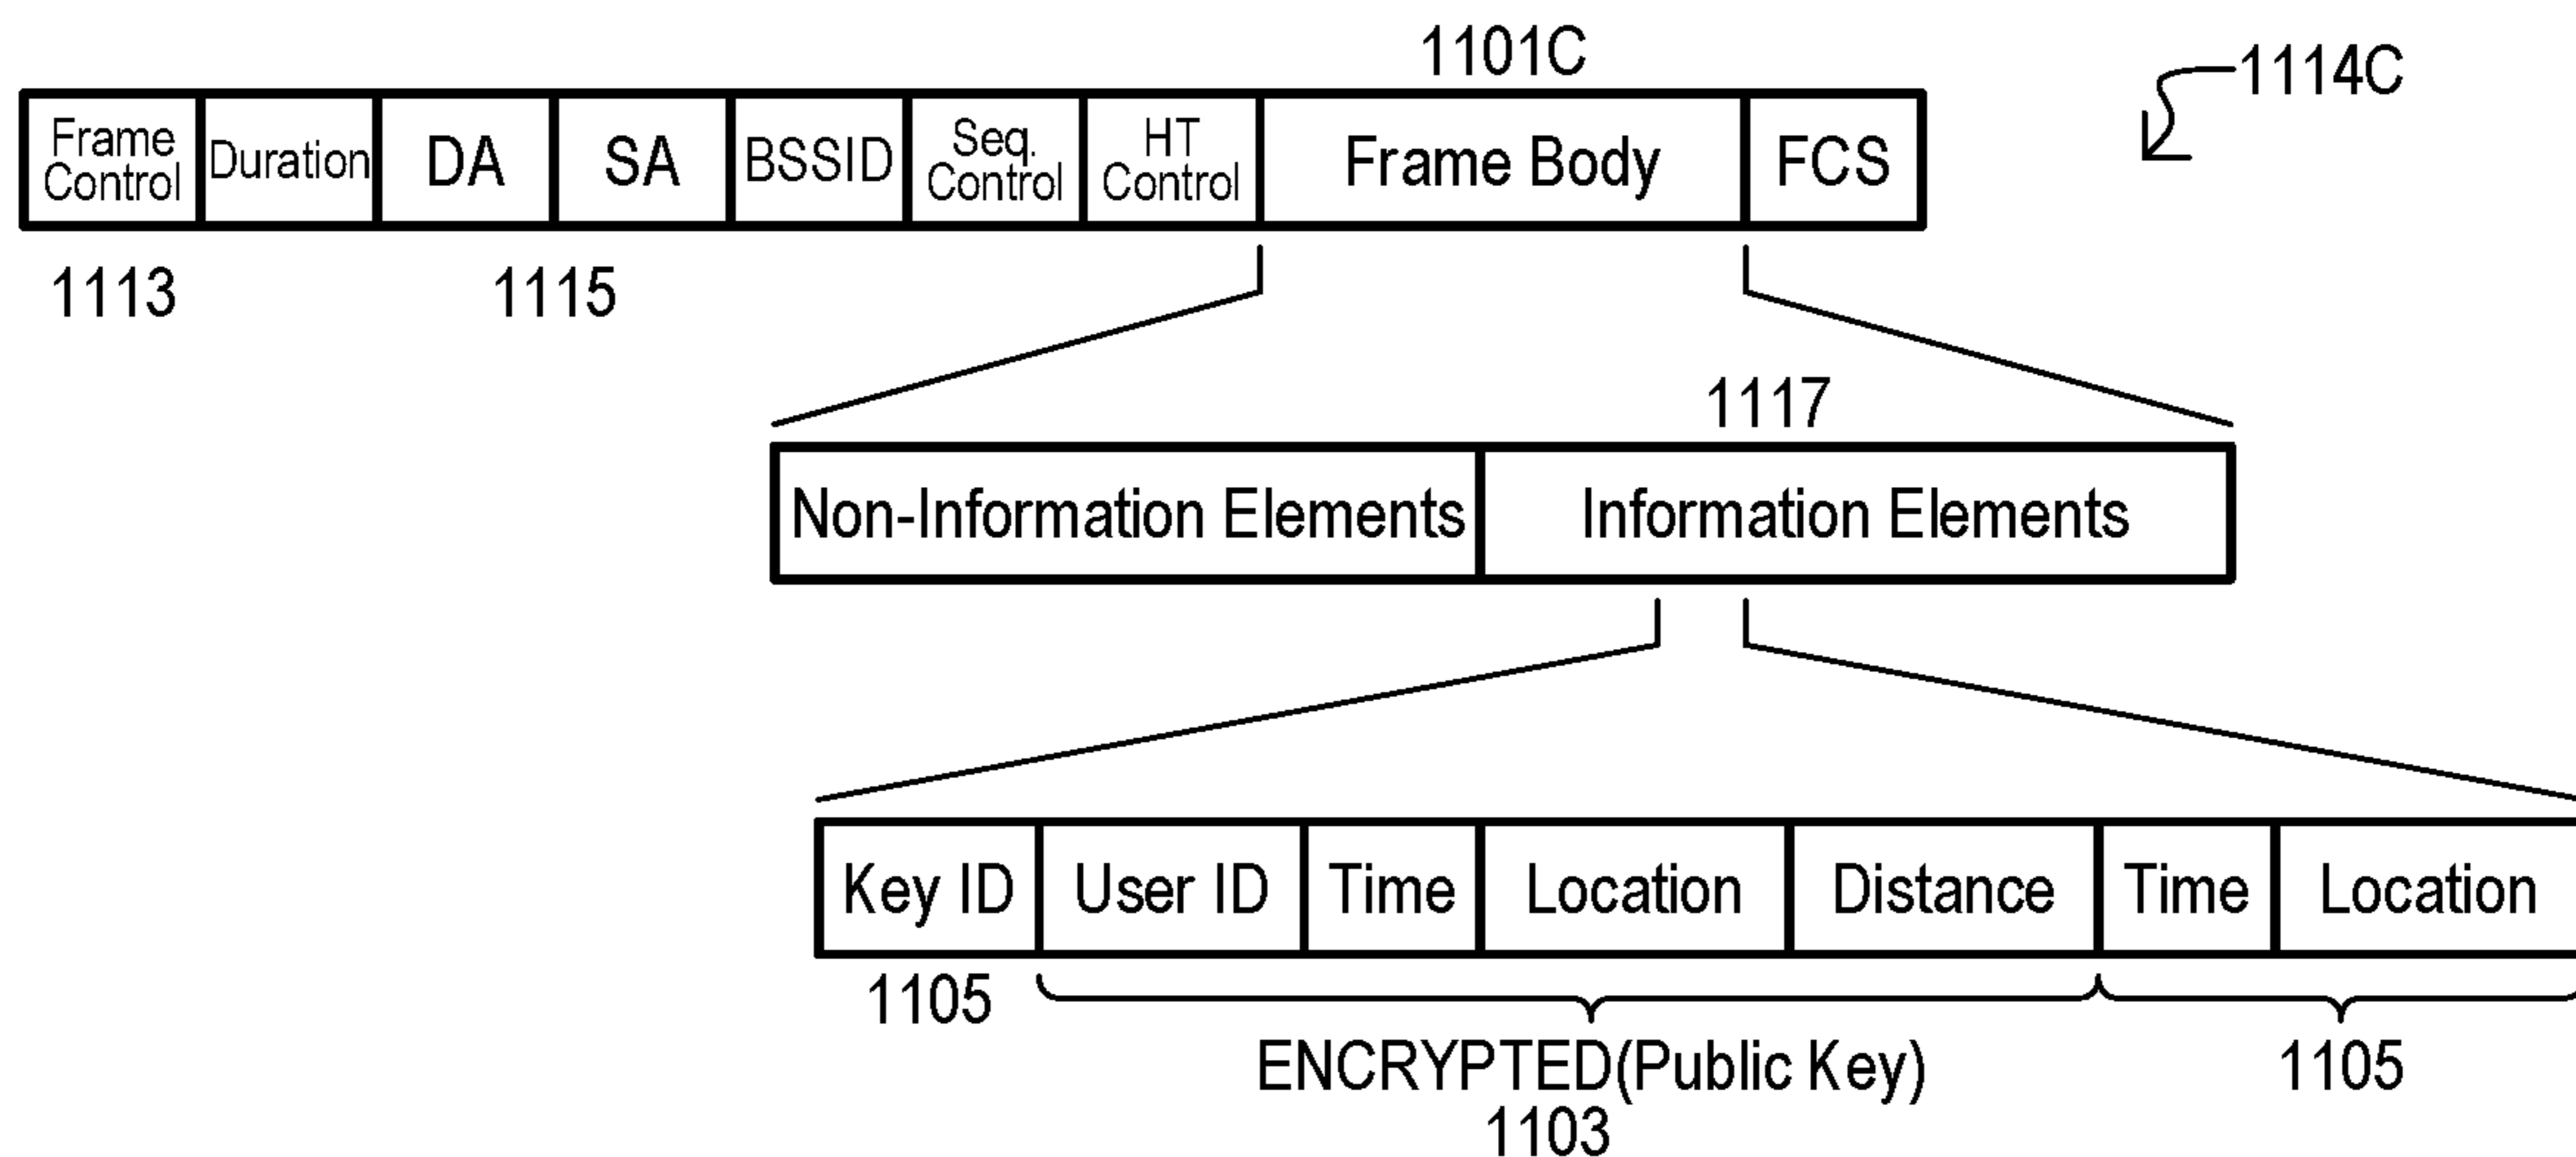 1101C
1114C
Frame Control
Duration
DA
SA
BSSID
Seq. Control
HT Control
Frame Body
FCS
1113
1115
1117
Non-Information Elements
Information Elements
Key ID
User ID
Time
Location
Distance
Time
Location
1105
ENCRYPTED(Public Key)
1103
1105